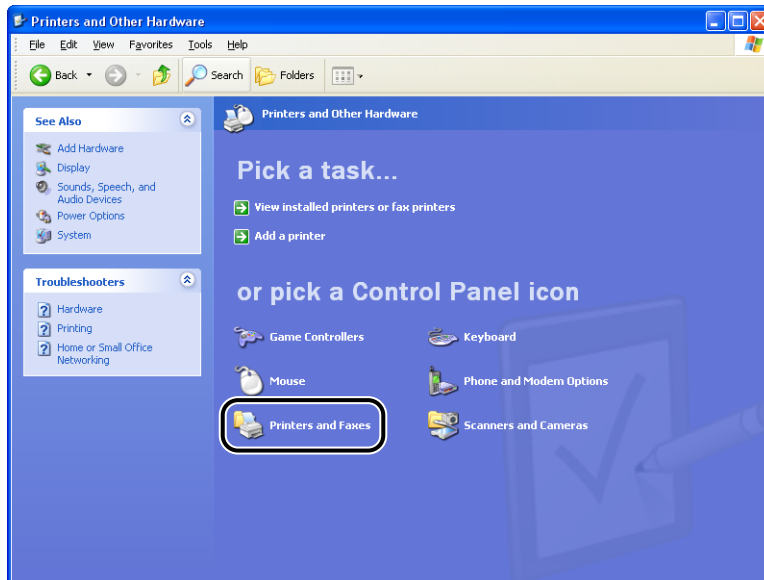 Printers and Other Hardware
File Edit View Favorites Tools Help
Back Search Folders
See Also
Add Hardware
Display
Sounds, Speech, and
Audio Devices
Power Options
System
Troubleshooters
Hardware
Printing
Home or Small Office
Networking
Printers and Other Hardware
Pick a task...
View installed printers or fax printers
Add a printer
or pick a Control Panel icon
Game Controllers
Keyboard
Mouse
Phone and Modem Options
Printers and Faxes
Scanners and Cameras